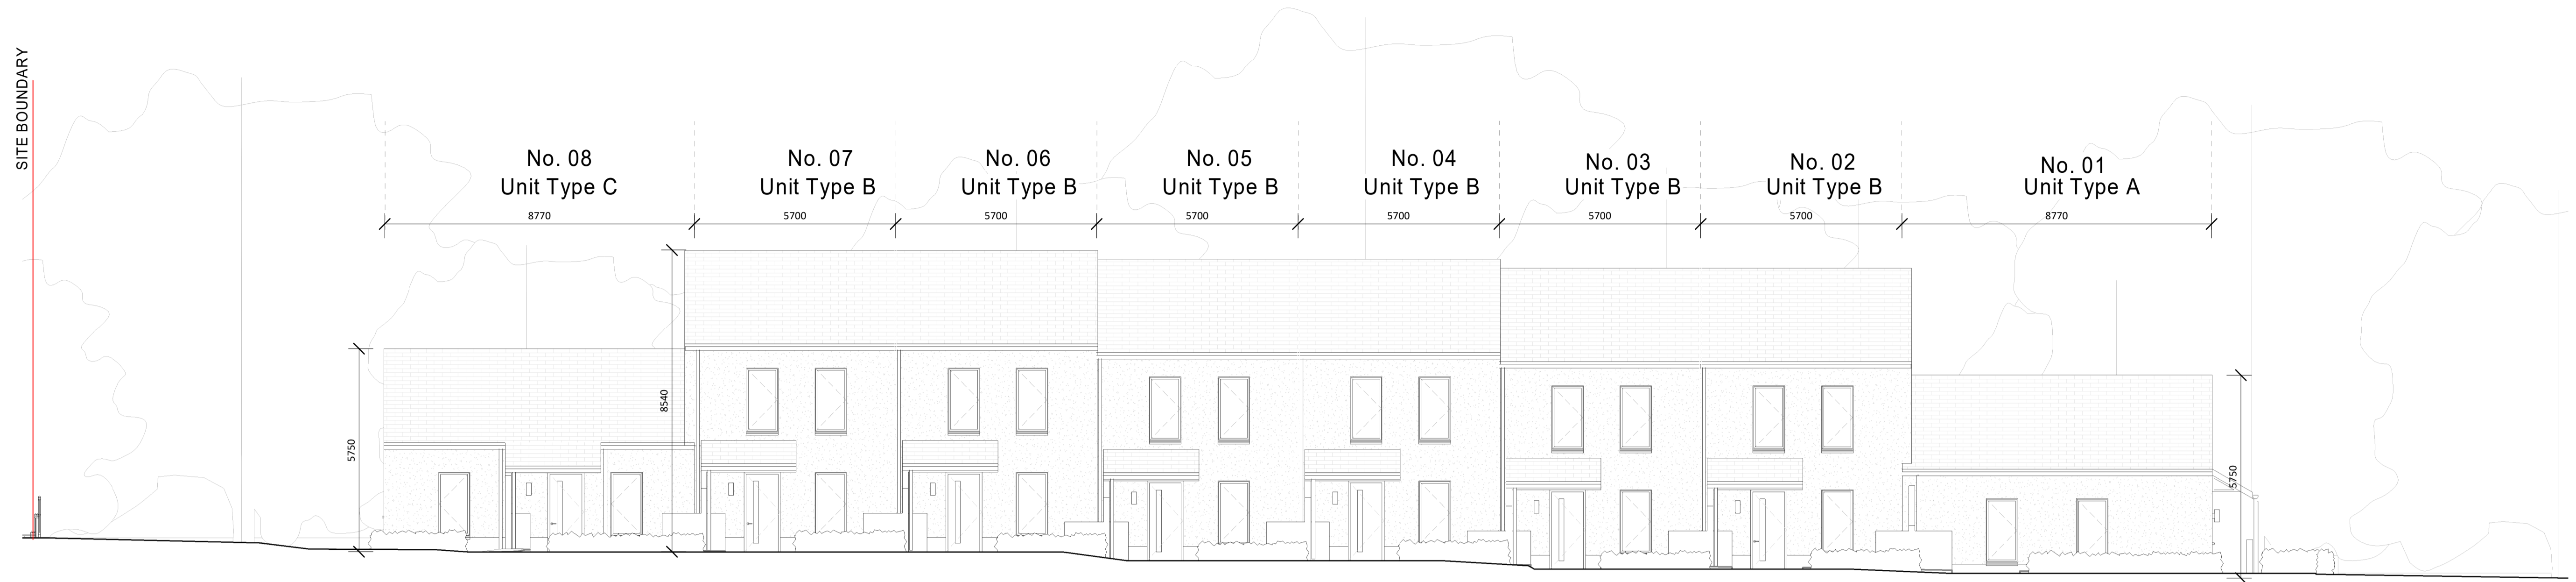 SITE BOUNDARY
No. 08
Unit Type C
No. 07
Unit Type B
No. 06
Unit Type B
No. 05
Unit Type B
No. 04
Unit Type B
No. 03
Unit Type B
No. 02
Unit Type B
No. 01
Unit Type A
8770
5700
5700
5700
5700
5700
5700
8770
5750
8540
5750